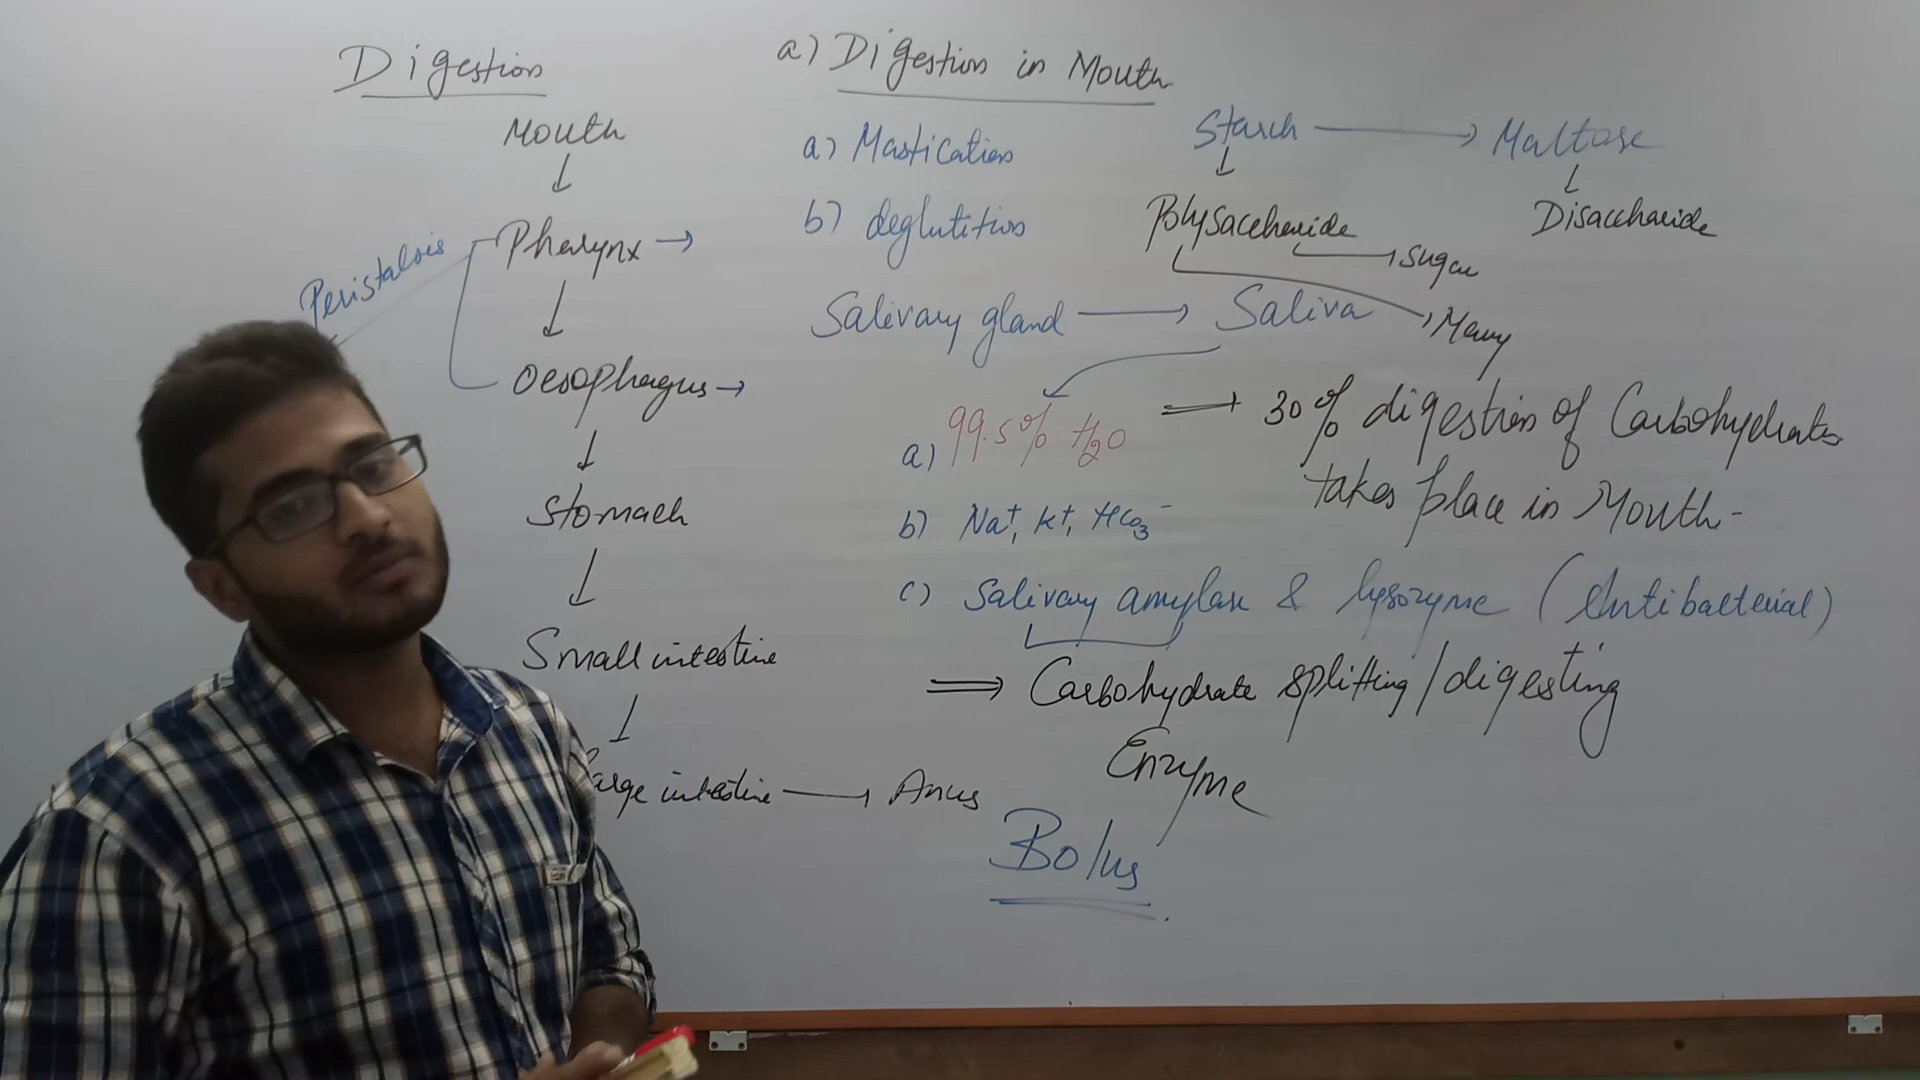 Digestion
Mouth
↓
Pharynx →
Peristalsis
↓
Oesophagus →
↓
Stomach
↓
Small intestine
↓
Large intestine → Anus
a) Digestion in Mouth
a) Mastication
b) deglutition
Starch → Maltose
↓ ↓
Polysaccharide Disaccharide
→ Sugar
→ Many
Salivary gland → Saliva
a) 99.5% H2O
⇒ 30% digestion of Carbohydrates
takes place in Mouth-
b) Na+, K+, HCO3-
c) Salivary amylase & lysozyme (Antibacterial)
⇒ Carbohydrate splitting/digesting
Enzyme
Bolus